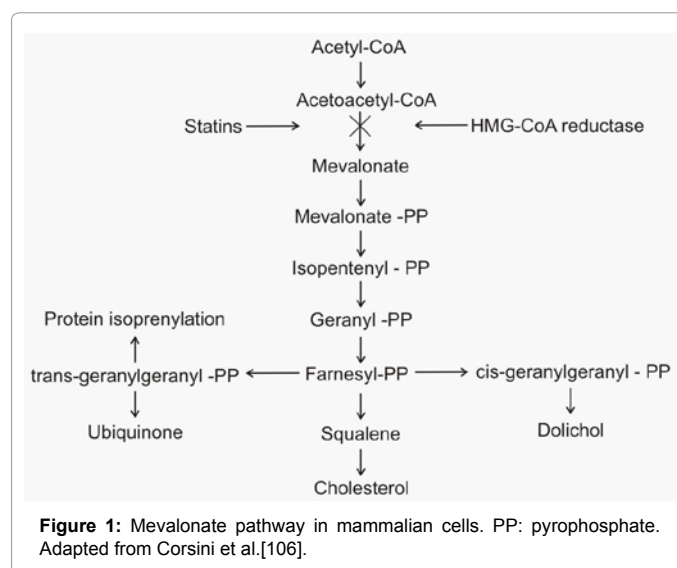 Acetyl-CoA
Acetoacetyl-CoA
Statins
HMG-CoA reductase
Mevalonate
Mevalonate -PP
Isopentenyl - PP
Protein isoprenylation
Geranyl -PP
trans-geranylgeranyl -PP
Farnesyl-PP
cis-geranylgeranyl - PP
Ubiquinone
Squalene
Dolichol
Cholesterol
Figure 1: Mevalonate pathway in mammalian cells. PP: pyrophosphate.
Adapted from Corsini et al.[106].